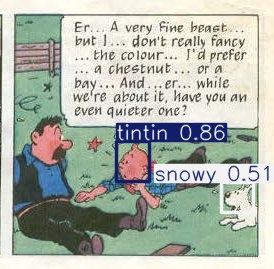 Er... A very fine beast...
but I... don't really fancy
... the colour... I'd prefer
... a chestnut... or a
bay... And ...er... while
we're about it, have you an
even quieter one?
tintin 0.86
snowy 0.51